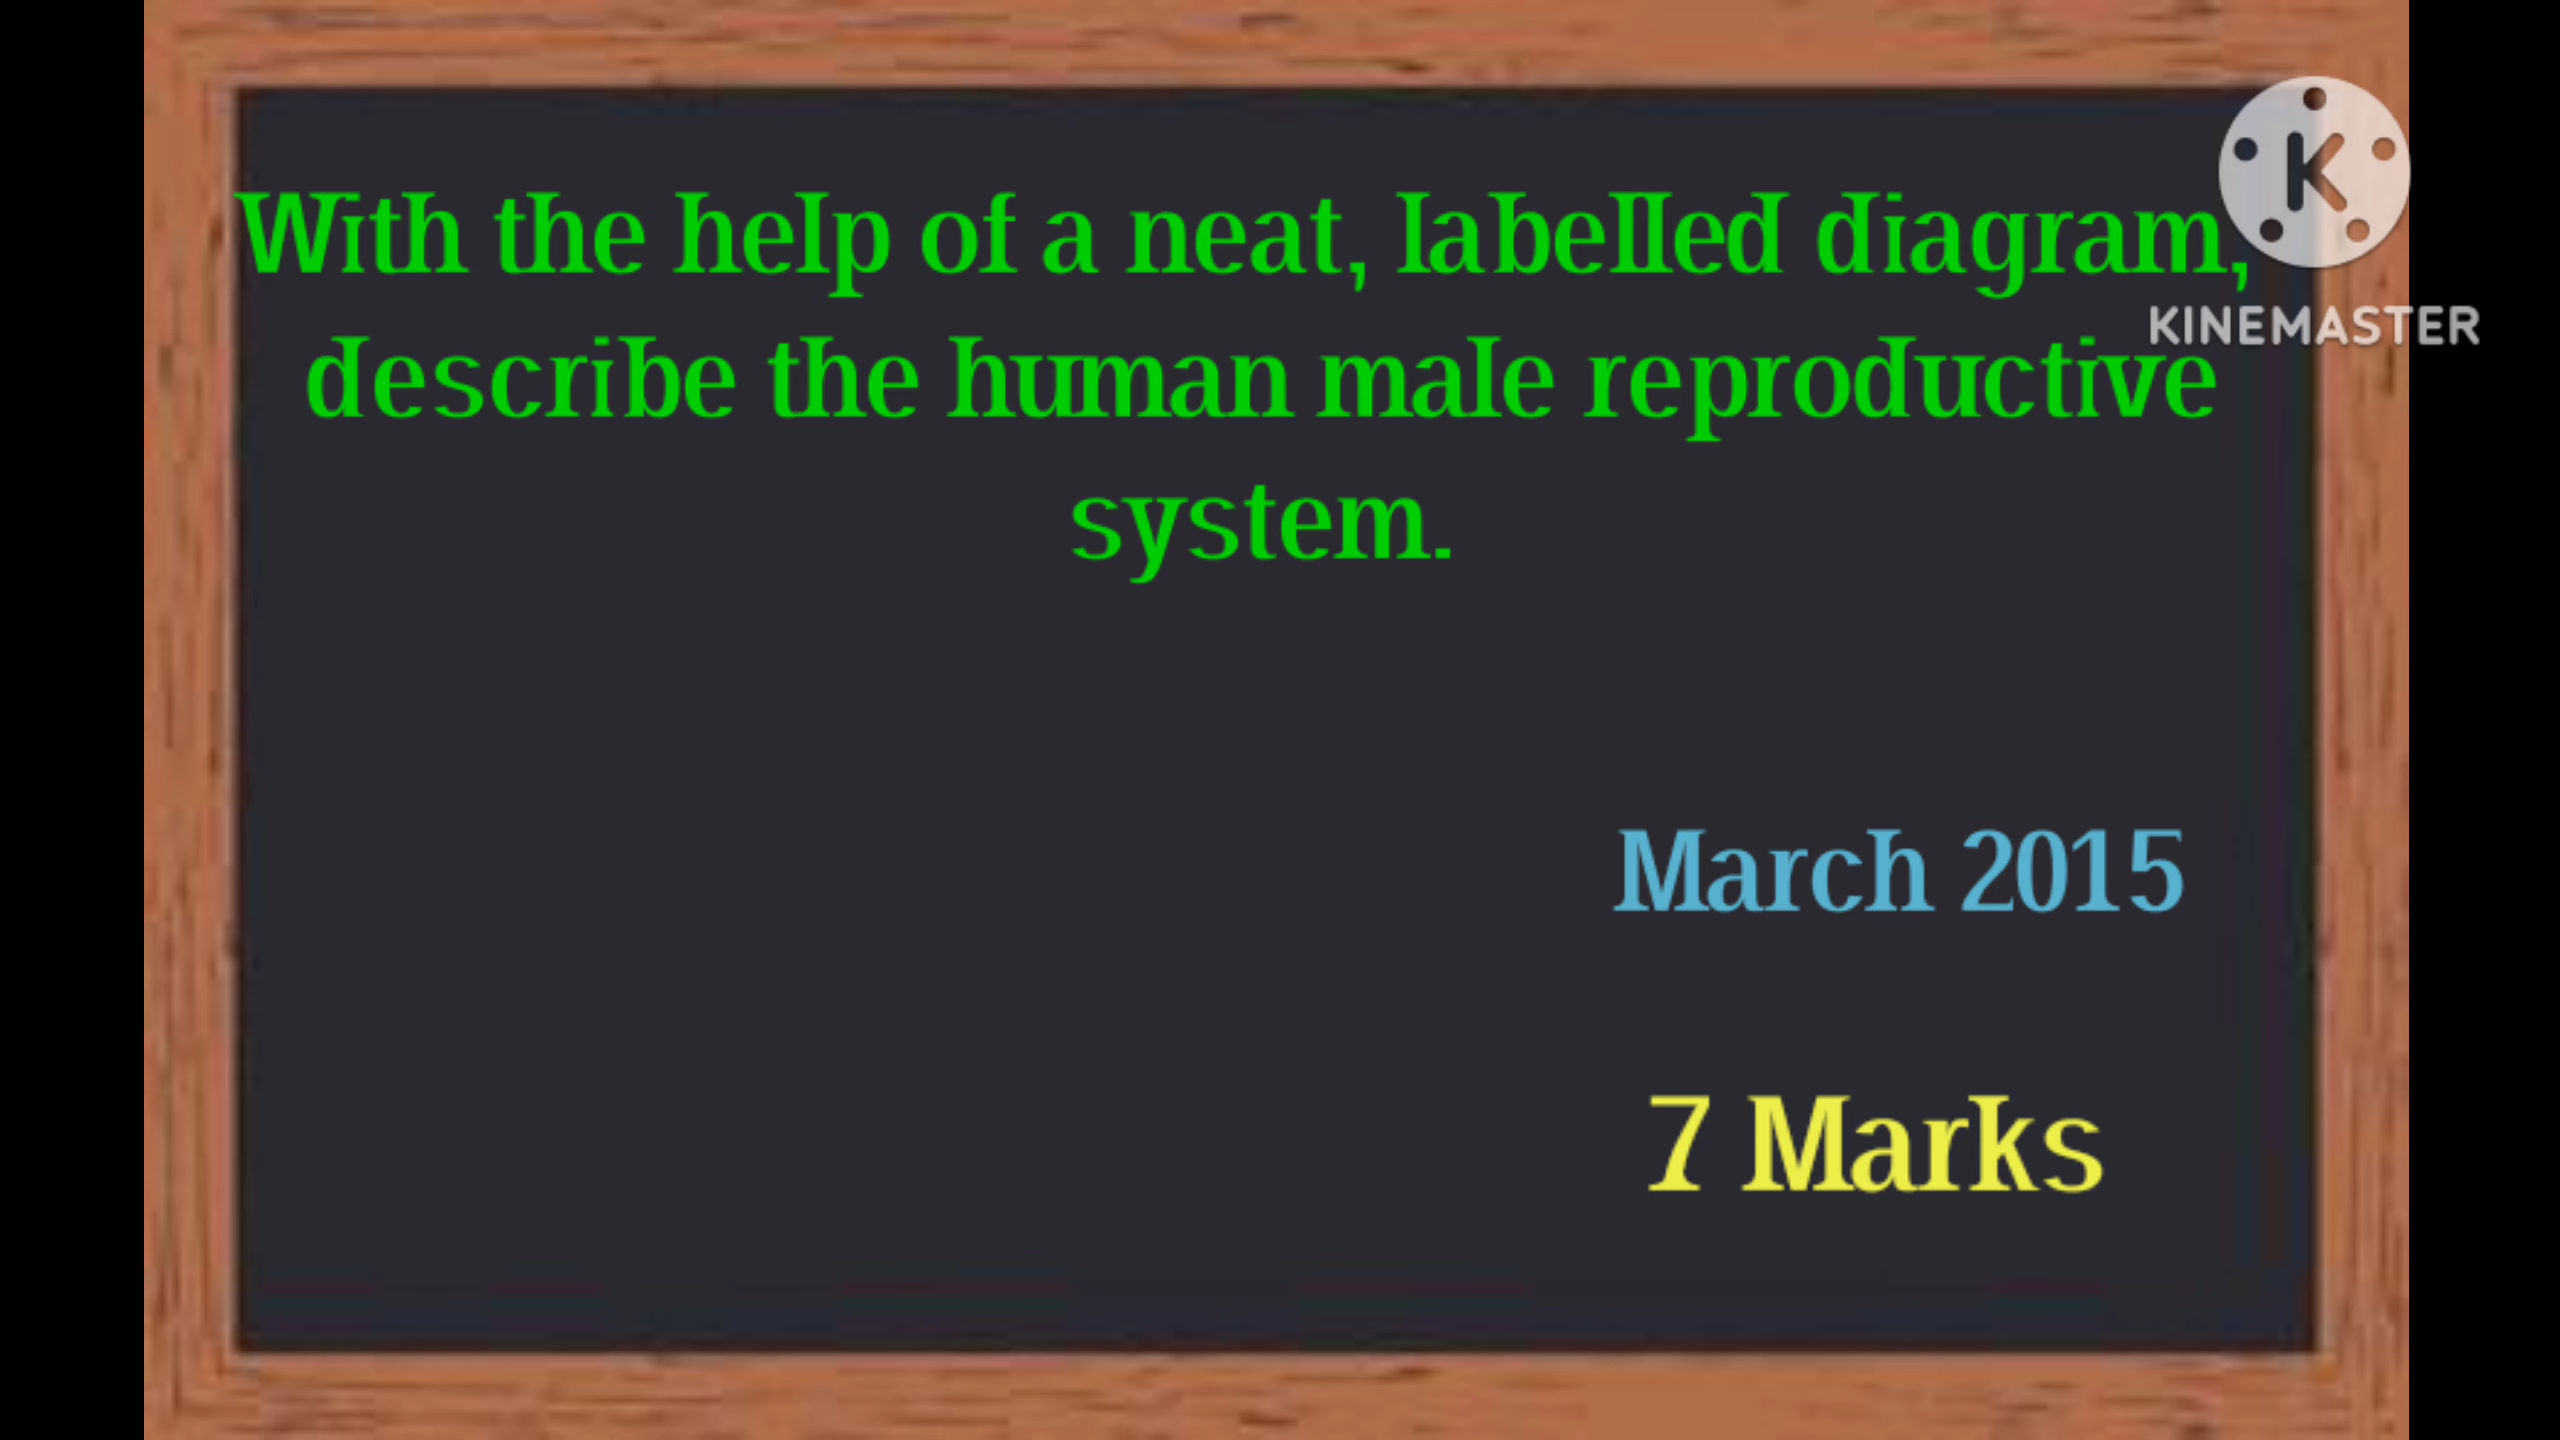 With the help of a neat, labelled diagram,
describe the human male reproductive
system.
K
KINEMASTER
March 2015
7 Marks